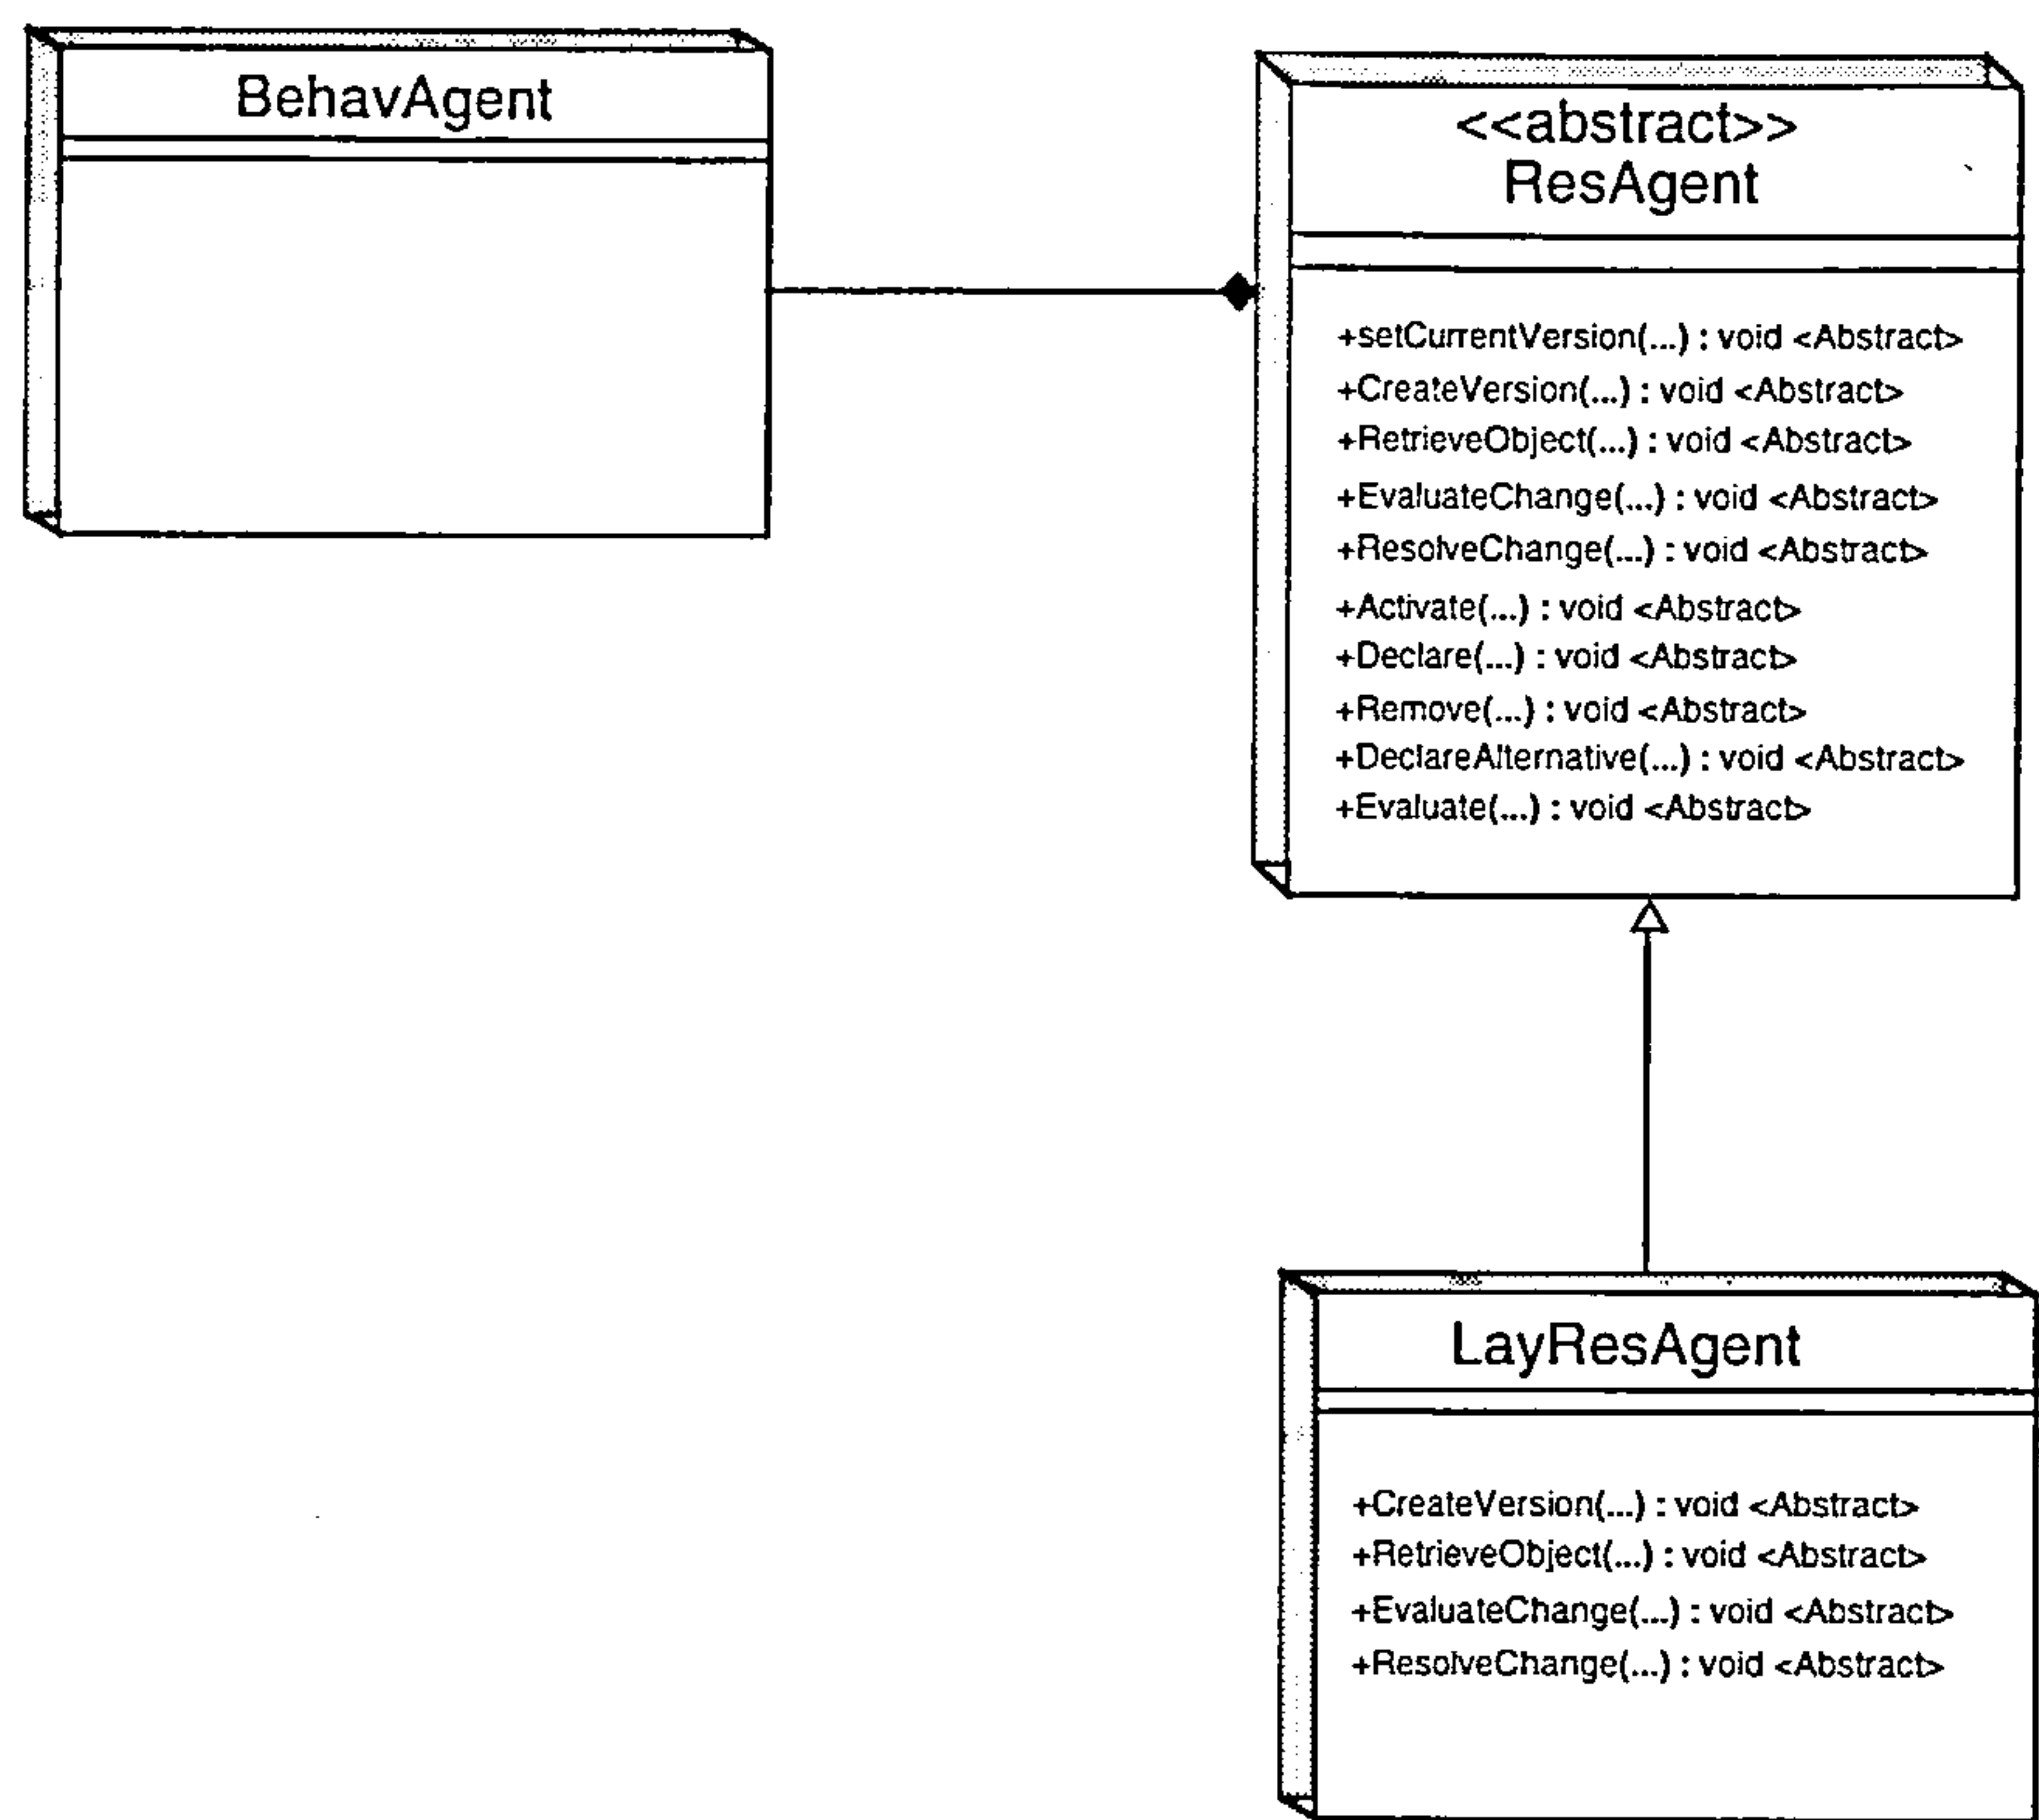 BehavAgent
<<abstract>>
ResAgent
+setCurrentVersion(...) : void <Abstract>
+CreateVersion(...) : void <Abstract>
+RetrieveObject(...) : void <Abstract>
+EvaluateChange(...) : void <Abstract>
+ResolveChange(...) : void <Abstract>
+Activate(...) : void <Abstract>
+Declare(...) : void <Abstract>
+Remove(...) : void <Abstract>
+DeclareAlternative(...) : void <Abstract>
+Evaluate(...) : void <Abstract>
LayResAgent
+CreateVersion(...) : void <Abstract>
+RetrieveObject(...) : void <Abstract>
+EvaluateChange(...) : void <Abstract>
+ResolveChange(...) : void <Abstract>